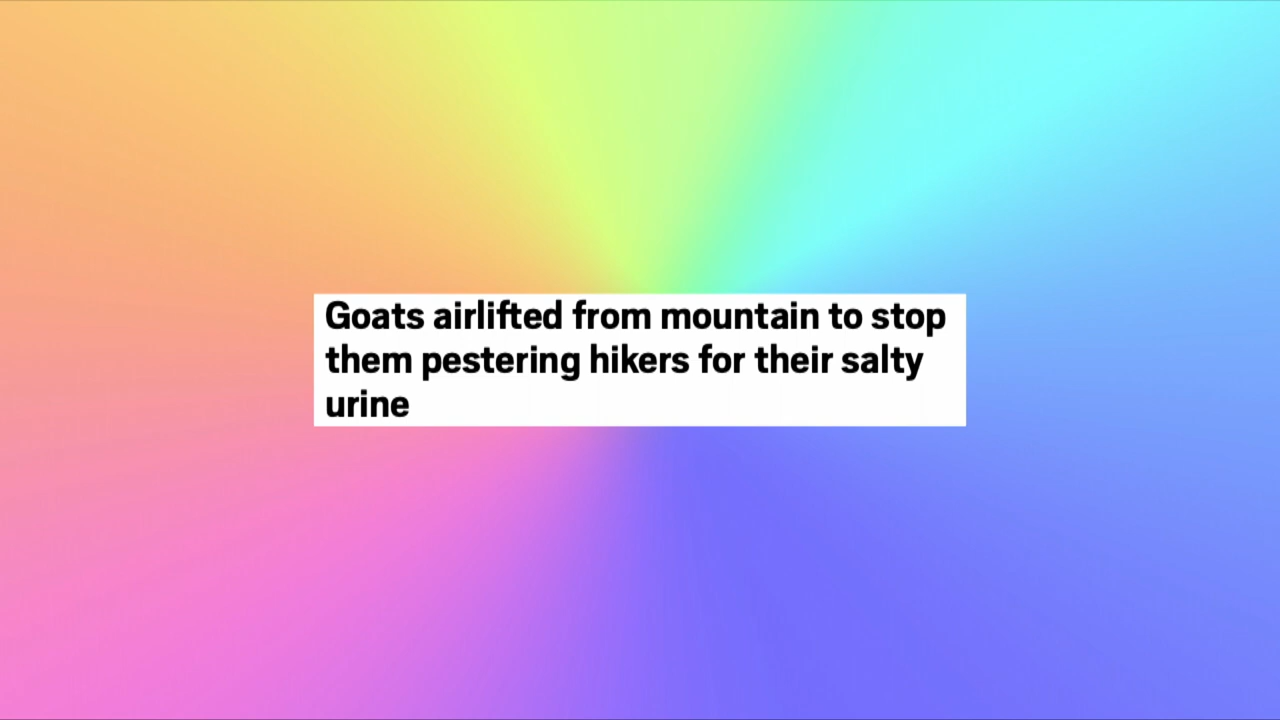 Goats airlifted from mountain to stop
them pestering hikers for their salty
urine